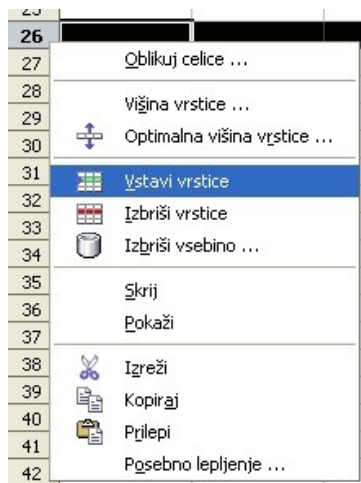 25
26
27
Oblikuj celice ...
28
Višina vrstice ...
29
Optimalna višina vrstice ...
30
31
Vstavi vrstice
32
Izbriši vrstice
33
Izbriši vsebino ...
34
35
Skrij
36
Pokaži
37
38
Izreži
39
Kopiraj
40
Prilepi
41
Posebno lepljenje ...
42